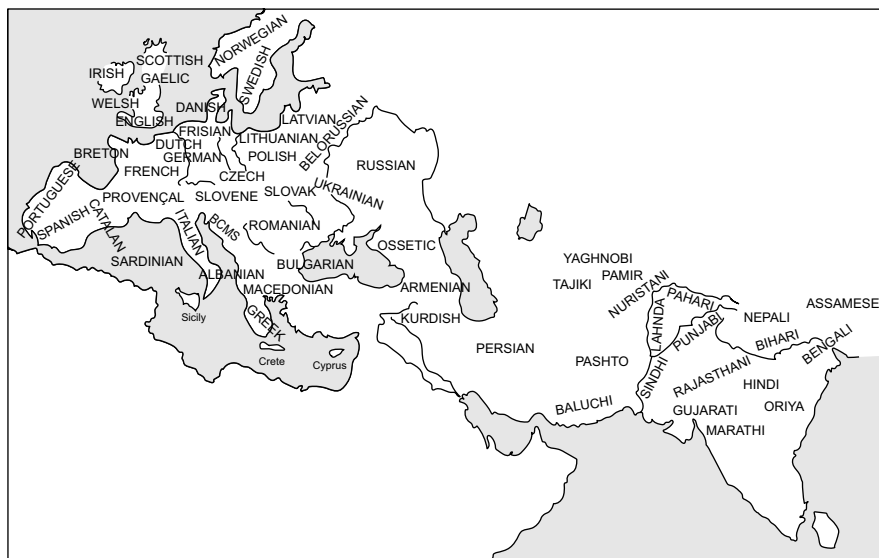 NORWEGIAN
SWEDISH
SCOTTISH
GAELIC
IRISH
WELSH
ENGLISH
DANISH
FRISIAN
DUTCH
GERMAN
LATVIAN
LITHUANIAN
POLISH
BELORUSSIAN
RUSSIAN
BRETON
FRENCH
CZECH
SLOVAK
UKRAINIAN
PORTUGUESE
SPANISH
CATALAN
PROVENÇAL
SLOVENE
ITALIAN
BCMS
ROMANIAN
SARDINIAN
ALBANIAN
BULGARIAN
MACEDONIAN
GREEK
Sicily
Crete
Cyprus
OSSETIC
ARMENIAN
KURDISH
PERSIAN
YAGHNOBI
PAMIR
TAJIKI
NURISTANI
PASHTO
BALUCHI
PAHARI
LAHNDA
PUNJABI
SINDHI
NEPALI
ASSAMESE
BIHARI
BENGALI
RAJASTHANI
HINDI
GUJARATI
ORIYA
MARATHI